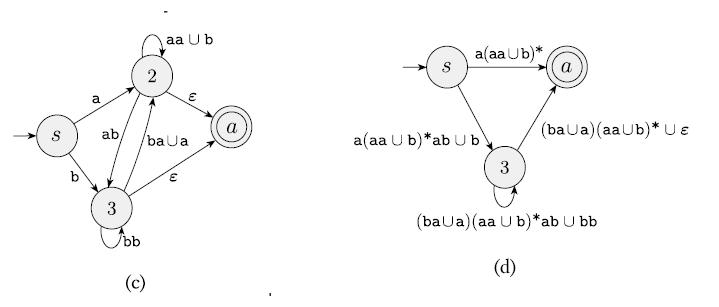 aa ∪ b
2
a
ε
s
ab
ba∪a
a
b
ε
3
bb
(c)
s
a(aa∪b)*
a
a(aa ∪ b)*ab ∪ b
(ba∪a)(aa∪b)* ∪ ε
3
(ba∪a)(aa ∪ b)*ab ∪ bb
(d)